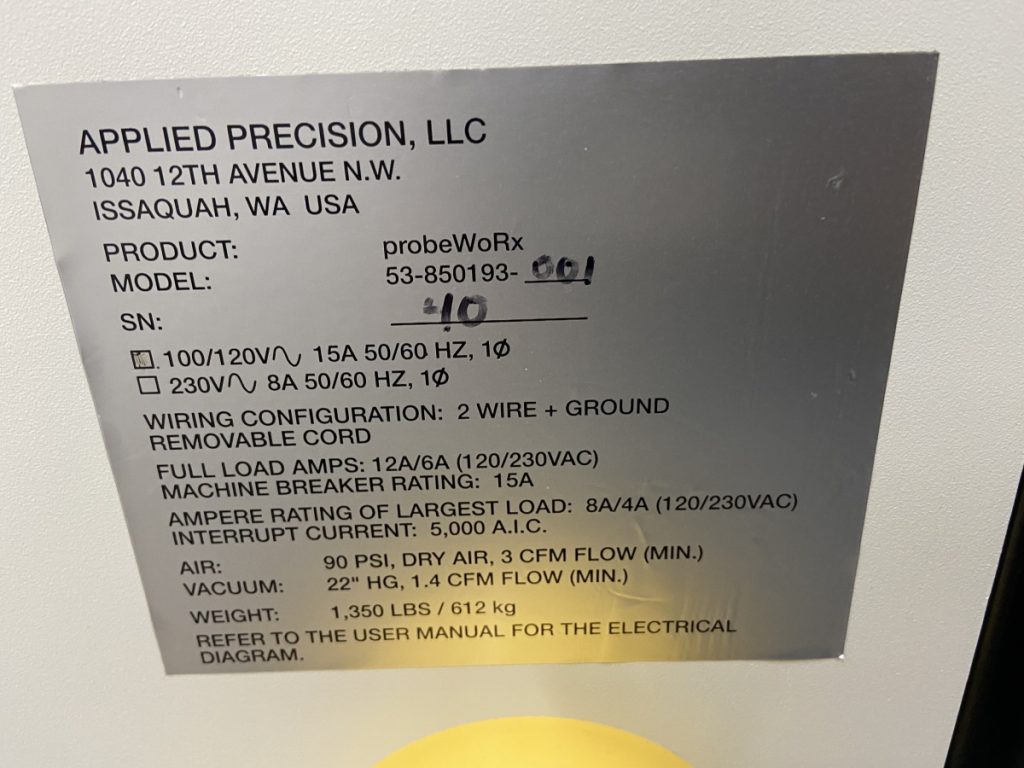 APPLIED PRECISION, LLC
1040 12TH AVENUE N.W.
ISSAQUAH, WA USA
PRODUCT: probeWoRx
MODEL: 53-850193-001
SN: 10
100/120V∿ 15A 50/60 HZ, 1Ø
230V∿ 8A 50/60 HZ, 1Ø
WIRING CONFIGURATION: 2 WIRE + GROUND
REMOVABLE CORD
FULL LOAD AMPS: 12A/6A (120/230VAC)
MACHINE BREAKER RATING: 15A
AMPERE RATING OF LARGEST LOAD: 8A/4A (120/230VAC)
INTERRUPT CURRENT: 5,000 A.I.C.
AIR: 90 PSI, DRY AIR, 3 CFM FLOW (MIN.)
VACUUM: 22" HG, 1.4 CFM FLOW (MIN.)
WEIGHT: 1,350 LBS / 612 kg
REFER TO THE USER MANUAL FOR THE ELECTRICAL
DIAGRAM.